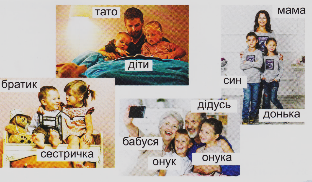 тато
мама
діти
син
братик
донька
дідусь
бабуся
сестричка
онук
онука